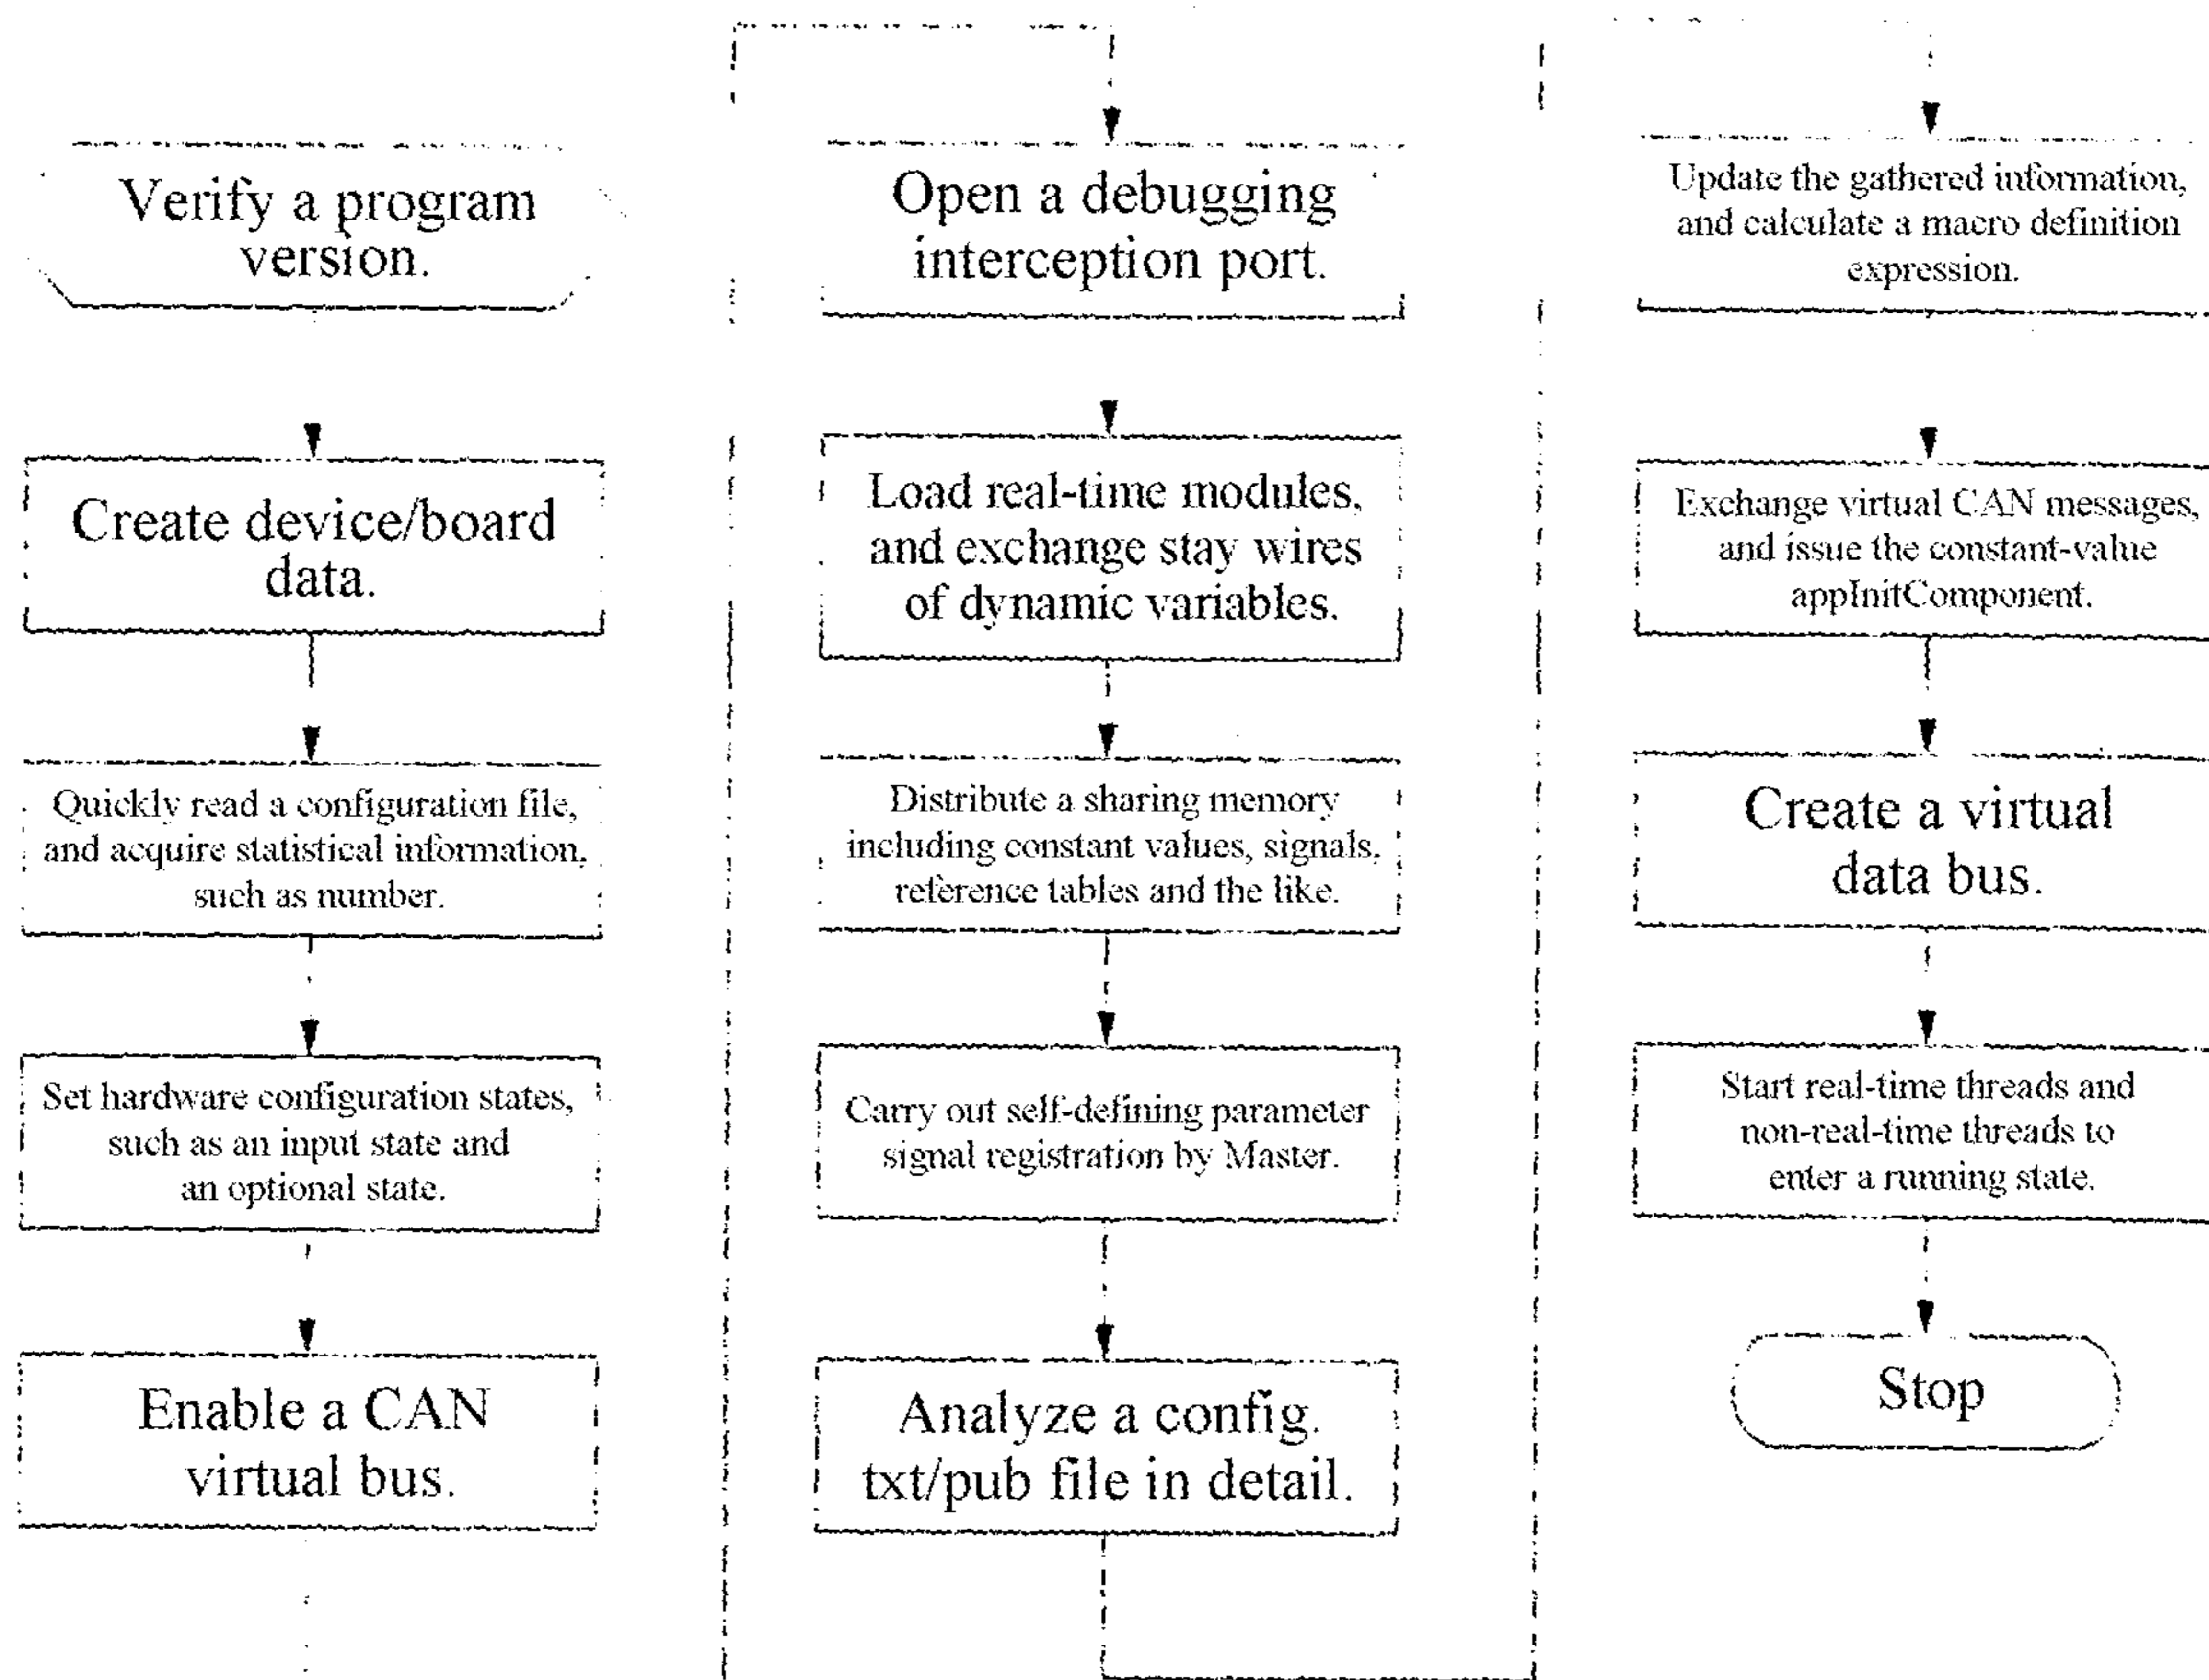 Verify a program
version.
Create device/board
data.
Quickly read a configuration file,
and acquire statistical information,
such as number.
Set hardware configuration states,
such as an input state and
an optional state.
Enable a CAN
virtual bus.
Open a debugging
interception port.
Load real-time modules,
and exchange stay wires
of dynamic variables.
Distribute a sharing memory
including constant values, signals,
reference tables and the like.
Carry out self-defining parameter
signal registration by Master.
Analyze a config.
txt/pub file in detail.
Update the gathered information,
and calculate a macro definition
expression.
Exchange virtual CAN messages,
and issue the constant-value
appInitComponent.
Create a virtual
data bus.
Start real-time threads and
non-real-time threads to
enter a running state.
Stop